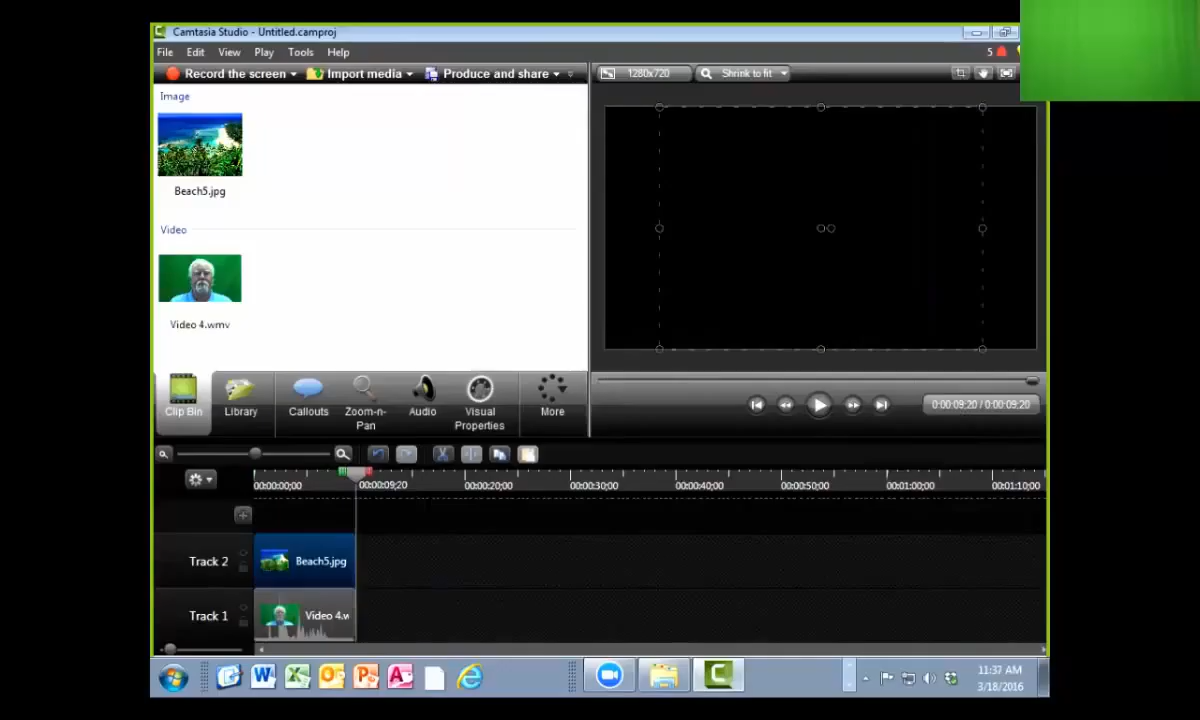 Camtasia Studio - Untitled.camproj
File Edit View Play Tools Help
5
Record the screen Import media Produce and share
1280x720 Shrink to fit
Image
Beach5.jpg
Video
Video 4.wmv
Clip Bin Library Callouts Zoom-n-Pan Audio Visual Properties More
0:00:09;20 / 0:00:09;20
00:00:00;00 00:00:09;20 00:00:20;00 00:00:30;00 00:00:40;00 00:00:50;00 00:01:00;00 00:01:10;00
Track 2 Beach5.jpg
Track 1 Video 4.w
11:37 AM
3/18/2016